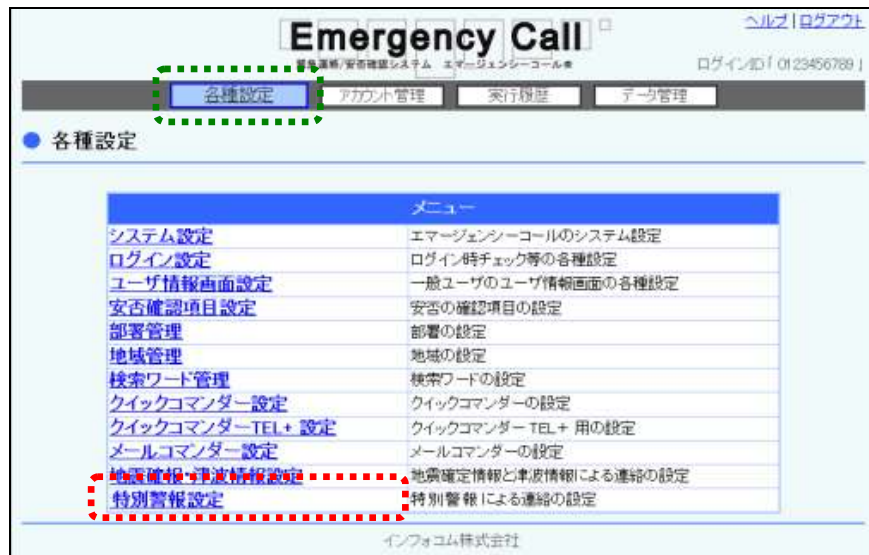 Emergency Call
緊急連絡/安否確認システム エマージェンシーコール®
ヘルプ | ログアウト
ログインID「0123456789」
各種設定 アカウント管理 実行履歴 データ管理
● 各種設定
メニュー
システム設定 エマージェンシーコールのシステム設定
ログイン設定 ログイン時チェック等の各種設定
ユーザ情報画面設定 一般ユーザのユーザ情報画面の各種設定
安否確認項目設定 安否の確認項目の設定
部署管理 部署の設定
地域管理 地域の設定
検索ワード管理 検索ワードの設定
クイックコマンダー設定 クイックコマンダーの設定
クイックコマンダーTEL+ 設定 クイックコマンダー TEL+ 用の設定
メールコマンダー設定 メールコマンダーの設定
地震確報・津波情報設定 地震確定情報と津波情報による連絡の設定
特別警報設定 特別警報による連絡の設定
インフォコム株式会社